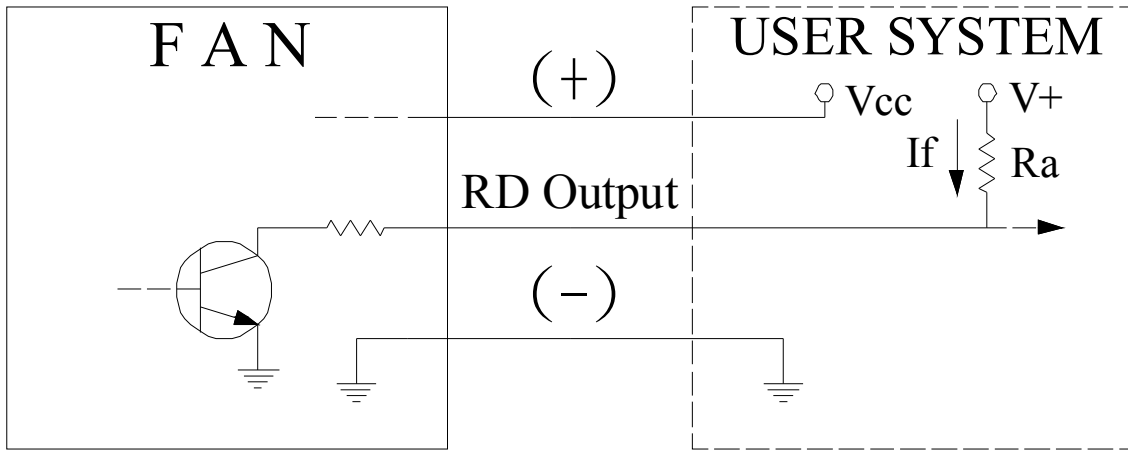 F A N
USER SYSTEM
(+)
Vcc
V+
If
Ra
RD Output
(-)